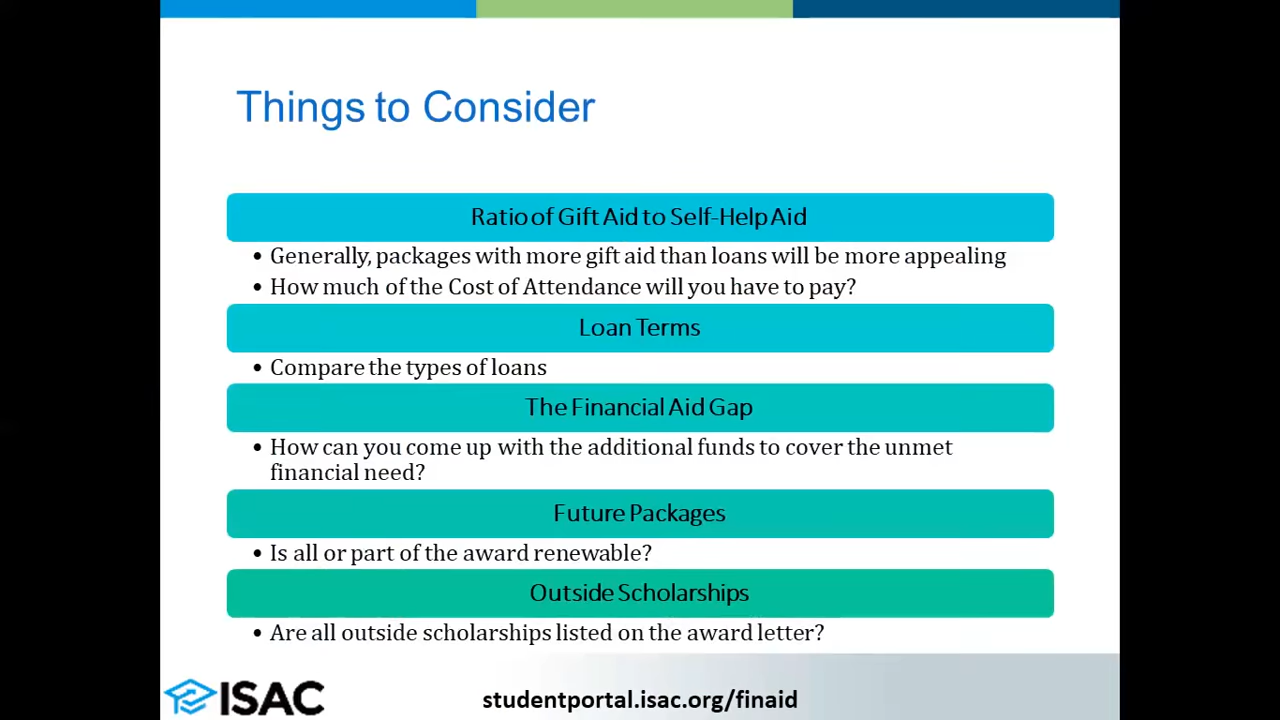 Things to Consider
Ratio of Gift Aid to Self-Help Aid
• Generally, packages with more gift aid than loans will be more appealing
• How much of the Cost of Attendance will you have to pay?
Loan Terms
• Compare the types of loans
The Financial Aid Gap
• How can you come up with the additional funds to cover the unmet
financial need?
Future Packages
• Is all or part of the award renewable?
Outside Scholarships
• Are all outside scholarships listed on the award letter?
ISAC
studentportal.isac.org/finaid